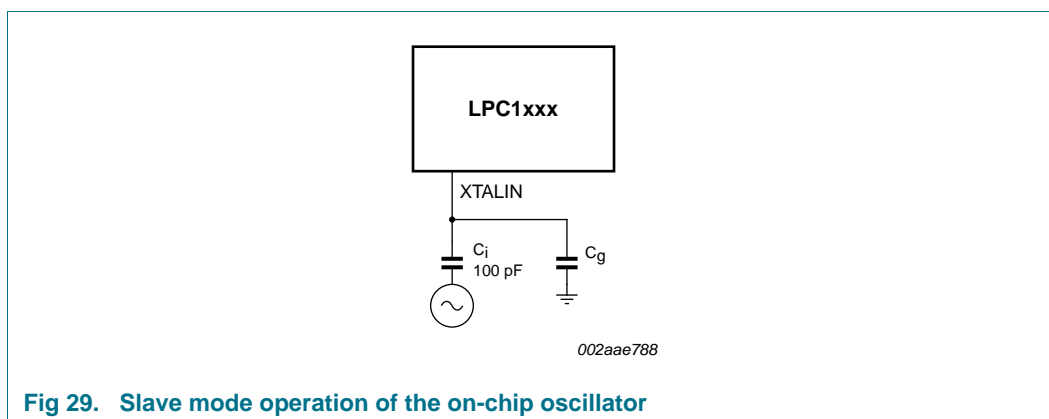 LPC1xxx
XTALIN
Ci
100 pF
Cg
002aae788
Fig 29. Slave mode operation of the on-chip oscillator